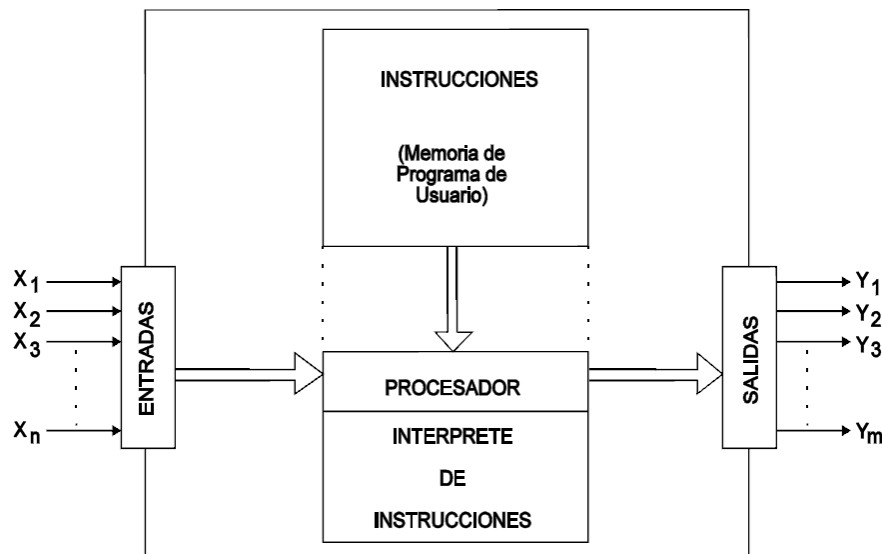 INSTRUCCIONES
(Memoria de
Programa de
Usuario)
X1
X2
X3
Xn
ENTRADAS
PROCESADOR
INTERPRETE
DE
INSTRUCCIONES
SALIDAS
Y1
Y2
Y3
Ym